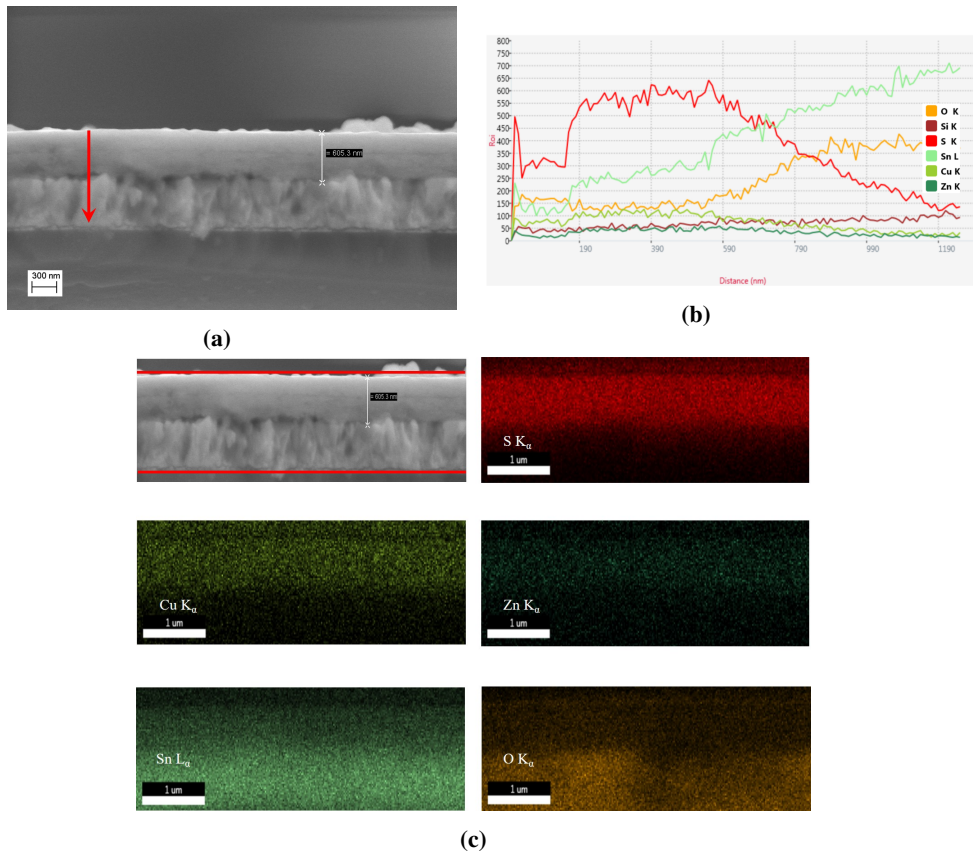 = 605.3 nm
300 nm
(a)
800
750
700
650
600
550
500
450
400
350
300
250
200
150
100
50
0
Roi
190
390
590
790
990
1190
Distance (nm)
O K
Si K
S K
Sn L
Cu K
Zn K
(b)
= 605.3 nm
S Kα
1 um
Cu Kα
1 um
Zn Kα
1 um
Sn Lα
1 um
O Kα
1 um
(c)